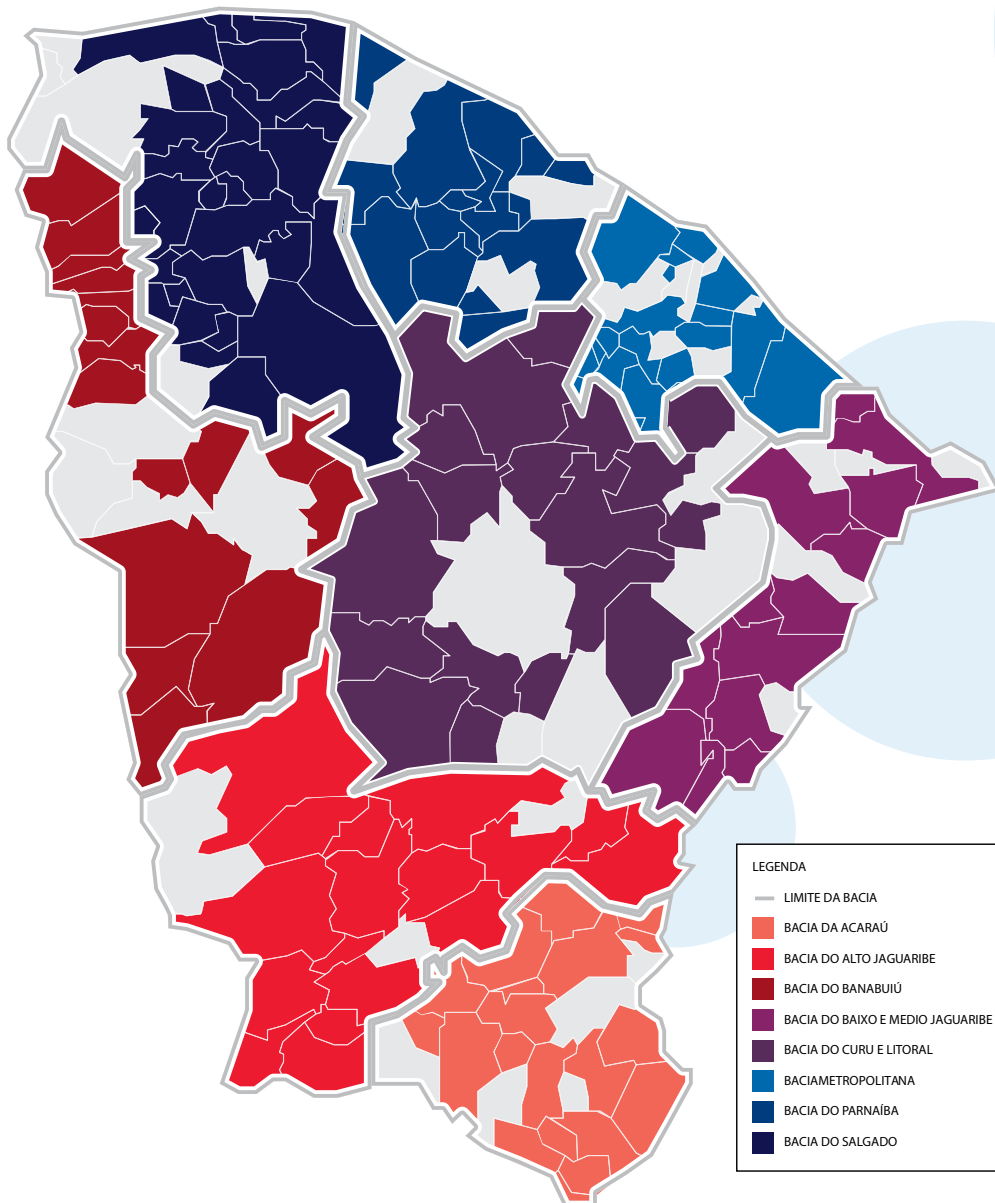 LEGENDA
LIMITE DA BACIA
BACIA DA ACARAÚ
BACIA DO ALTO JAGUARIBE
BACIA DO BANABUIÚ
BACIA DO BAIXO E MEDIO JAGUARIBE
BACIA DO CURU E LITORAL
BACIAMETROPOLITANA
BACIA DO PARNAÍBA
BACIA DO SALGADO